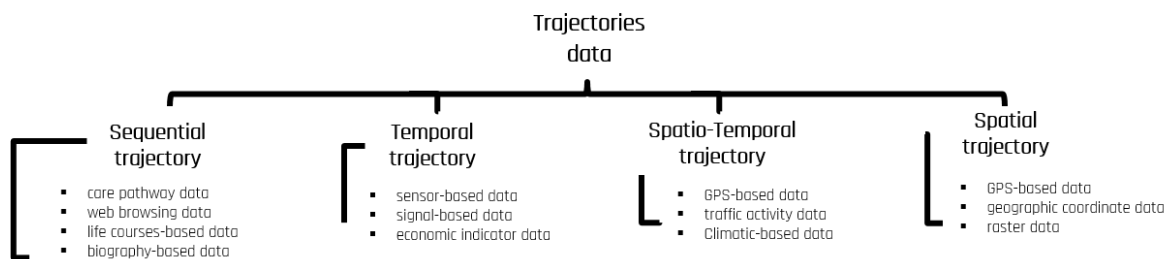 Trajectories
data
Sequential
trajectory
▪ care pathway data
▪ web browsing data
▪ life courses-based data
▪ biography-based data
Temporal
trajectory
▪ sensor-based data
▪ signal-based data
▪ economic indicator data
Spatio-Temporal
trajectory
▪ GPS-based data
▪ traffic activity data
▪ Climatic-based data
Spatial
trajectory
▪ GPS-based data
▪ geographic coordinate data
▪ raster data